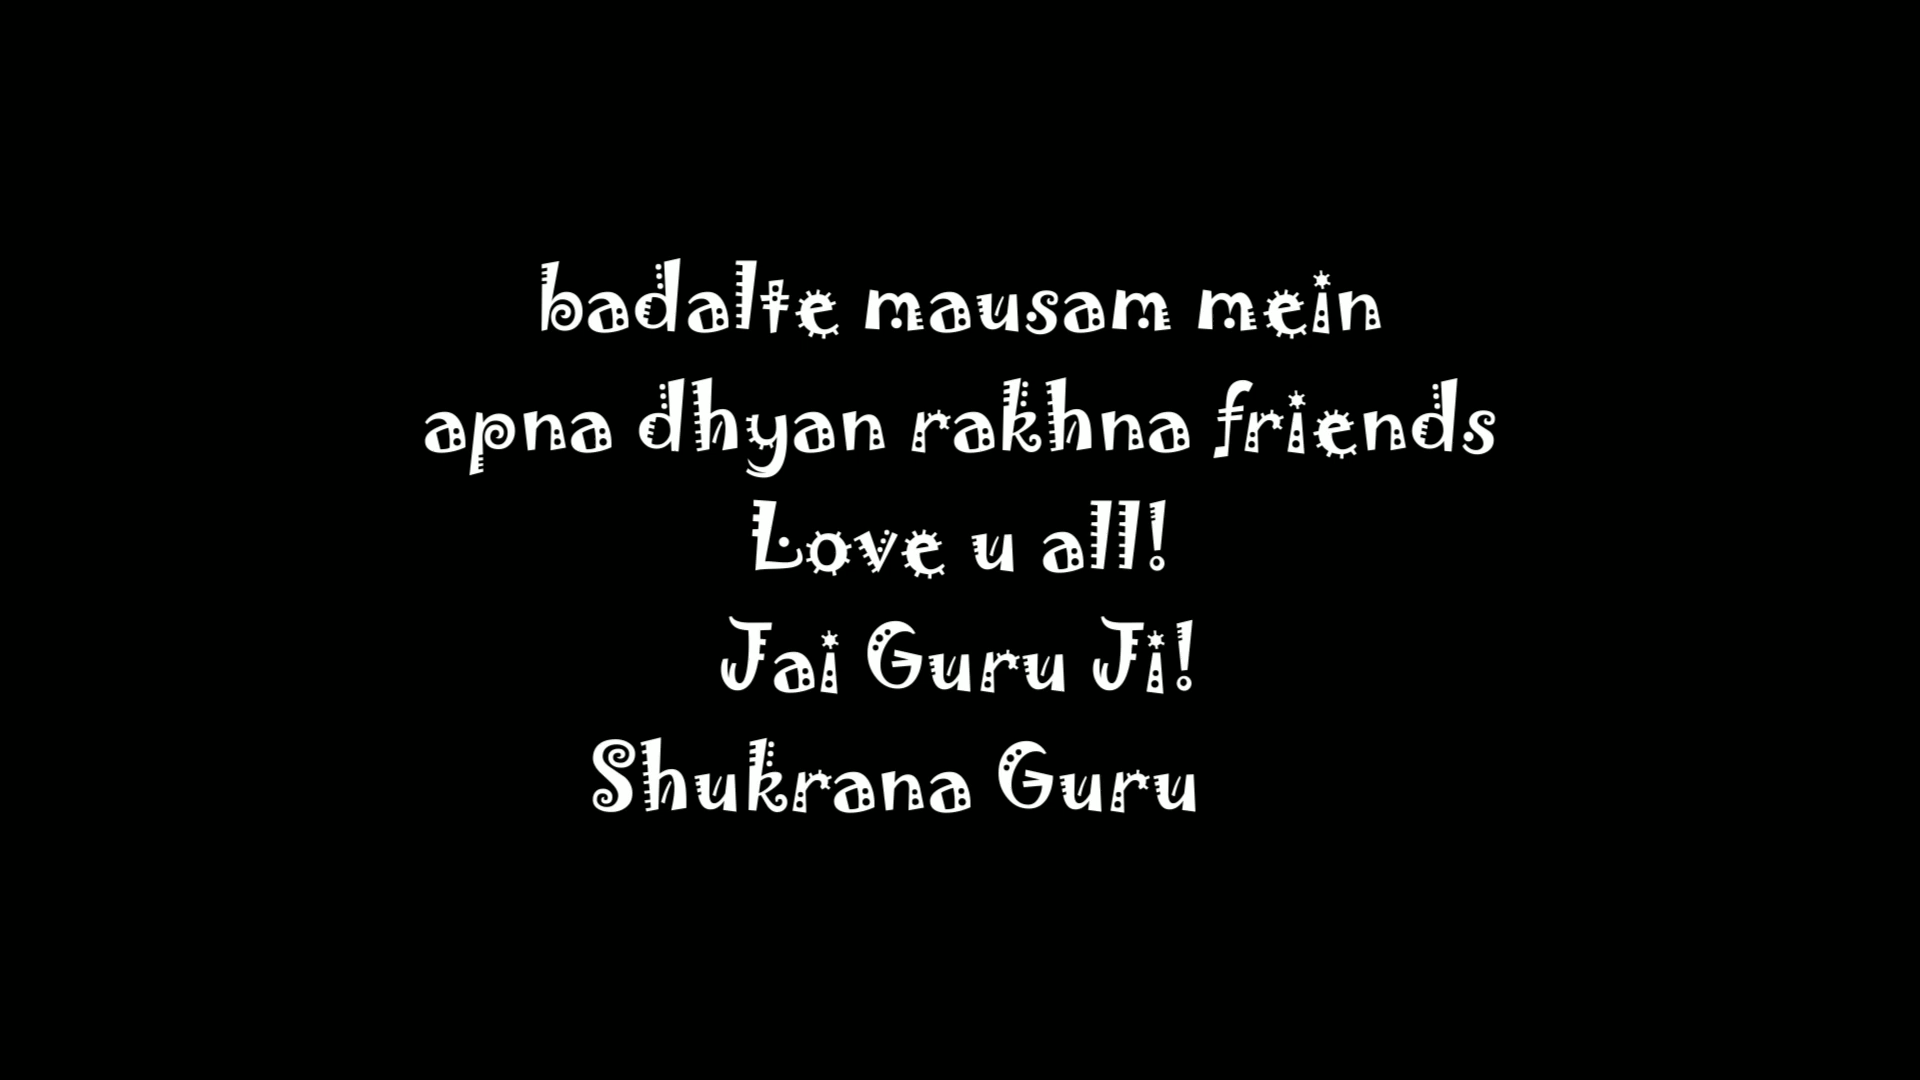 badalte mausam mein
apna dhyan rakhna friends
Love u all!
Jai Guru Ji!
Shukrana Guru